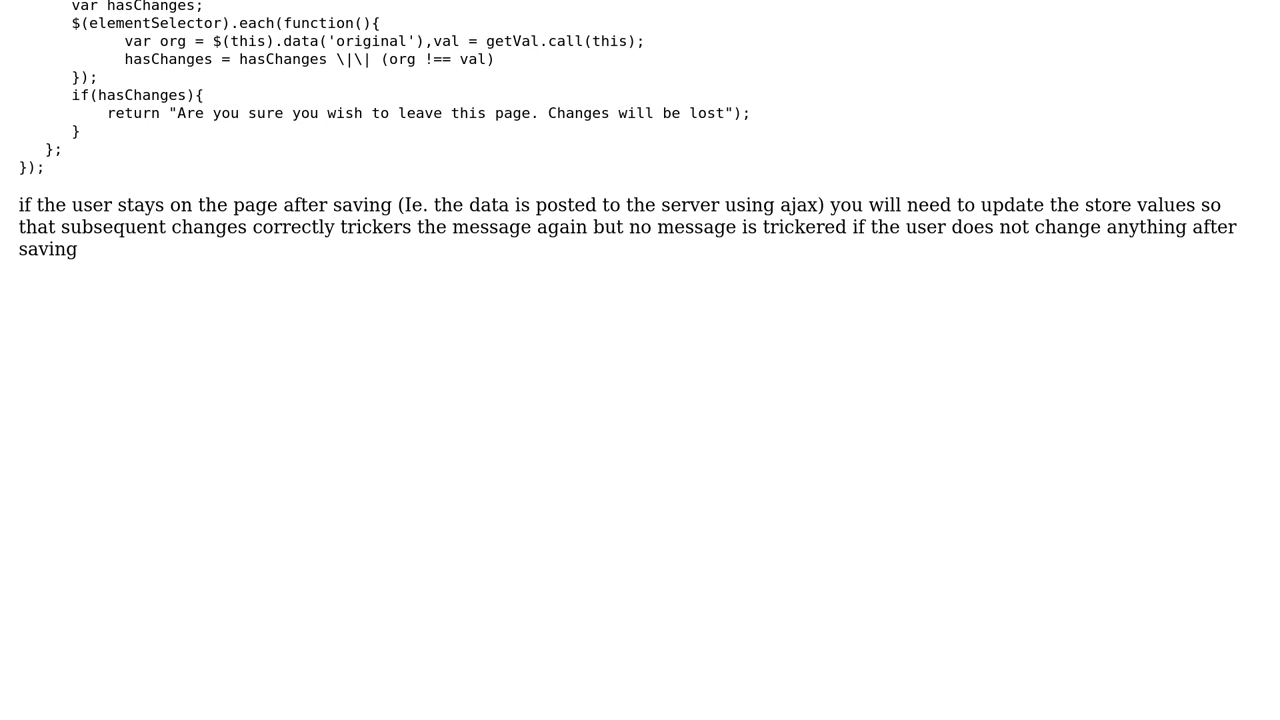 var hasChanges;
$(elementSelector).each(function(){
var org = $(this).data('original'),val = getVal.call(this);
hasChanges = hasChanges \|\| (org !== val)
});
if(hasChanges){
return "Are you sure you wish to leave this page. Changes will be lost");
}
};
});
if the user stays on the page after saving (Ie. the data is posted to the server using ajax) you will need to update the store values so
that subsequent changes correctly trickers the message again but no message is trickered if the user does not change anything after
saving